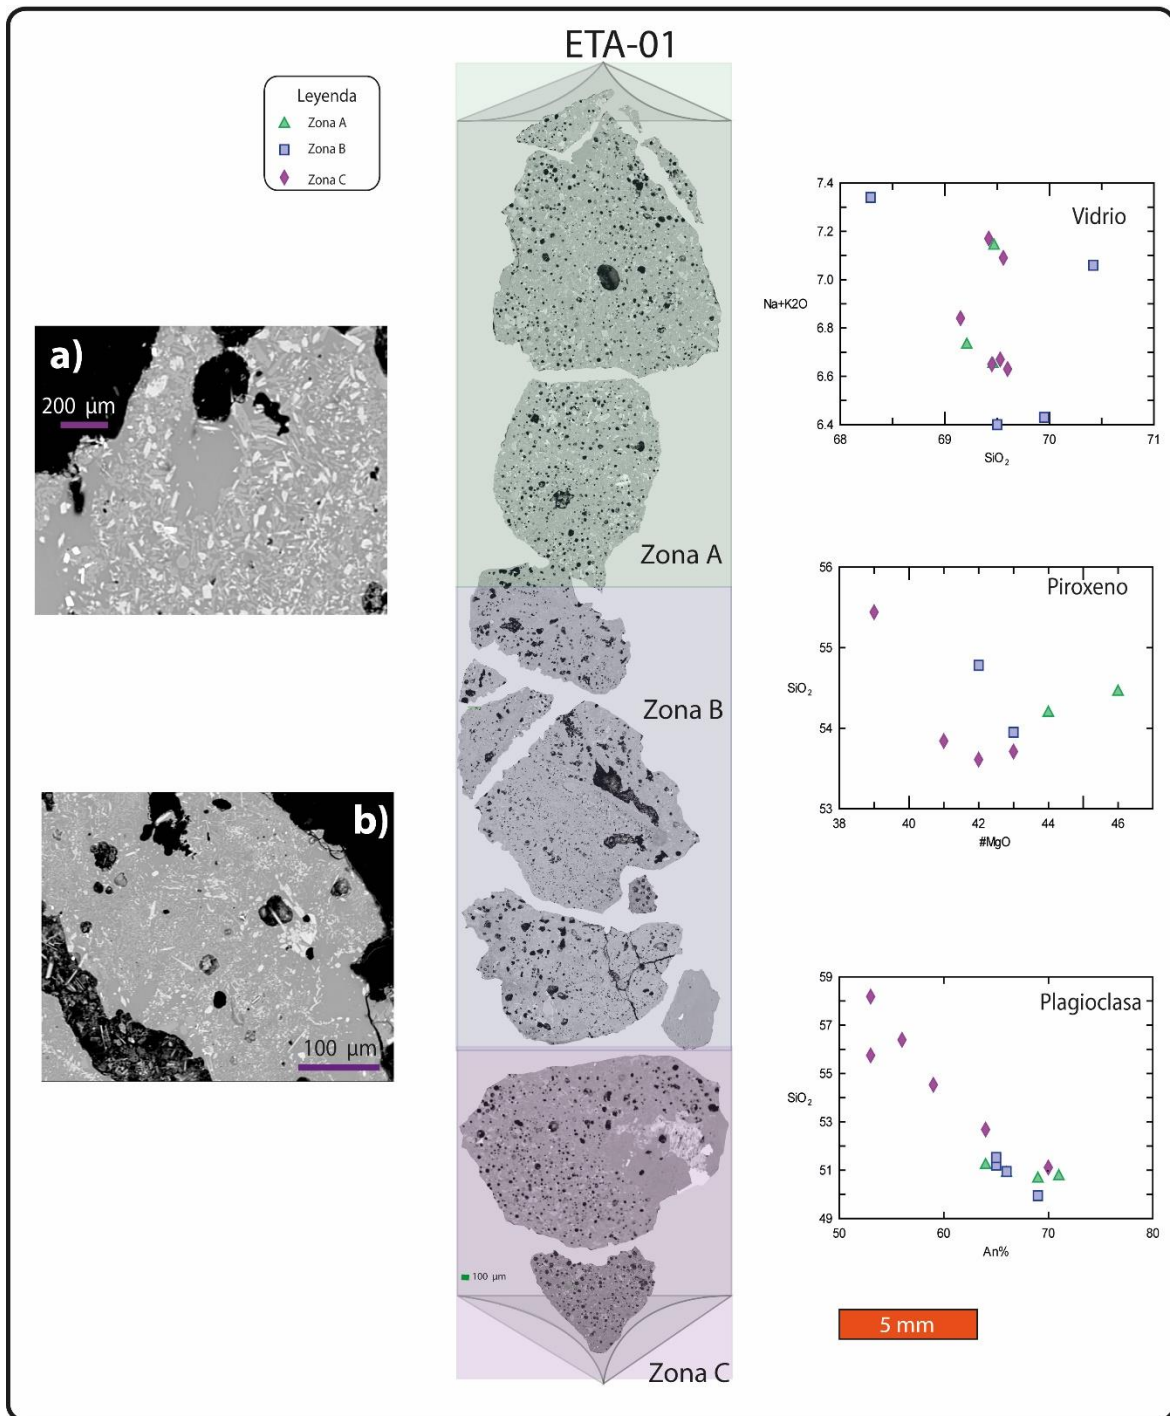 ETA-01
Leyenda
Zona A
Zona B
Zona C
a)
200 µm
b)
100 µm
Zona A
Zona B
100 µm
Zona C
Vidrio
7.4
7.2
7.0
6.8
6.6
6.4
Na+K2O
68 69 70 71
SiO2
Piroxeno
56
55
54
53
SiO2
38 40 42 44 46
#MgO
Plagioclasa
59
57
55
53
51
49
SiO2
50 60 70 80
An%
5 mm